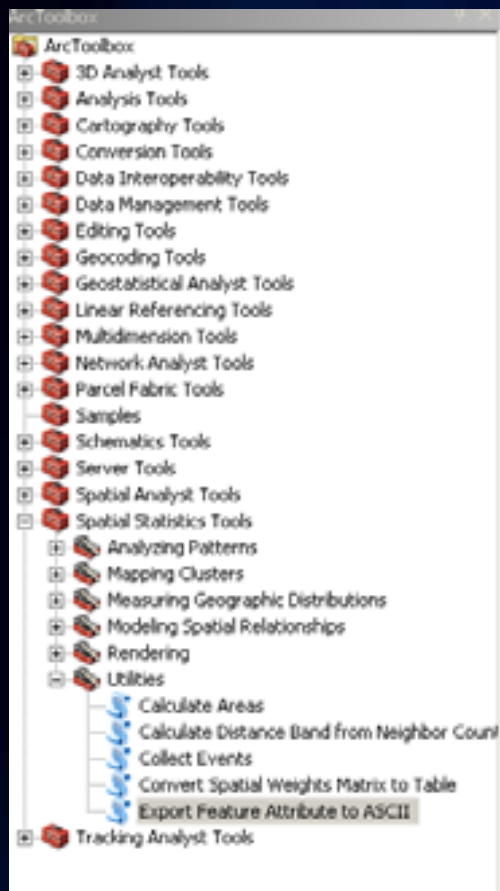 ArcToolbox
ArcToolbox
3D Analyst Tools
Analysis Tools
Cartography Tools
Conversion Tools
Data Interoperability Tools
Data Management Tools
Editing Tools
Geocoding Tools
Geostatistical Analyst Tools
Linear Referencing Tools
Multidimension Tools
Network Analyst Tools
Parcel Fabric Tools
Samples
Schematics Tools
Server Tools
Spatial Analyst Tools
Spatial Statistics Tools
Analyzing Patterns
Mapping Clusters
Measuring Geographic Distributions
Modeling Spatial Relationships
Rendering
Utilities
Calculate Areas
Calculate Distance Band from Neighbor Coun
Collect Events
Convert Spatial Weights Matrix to Table
Export Feature Attribute to ASCII
Tracking Analyst Tools